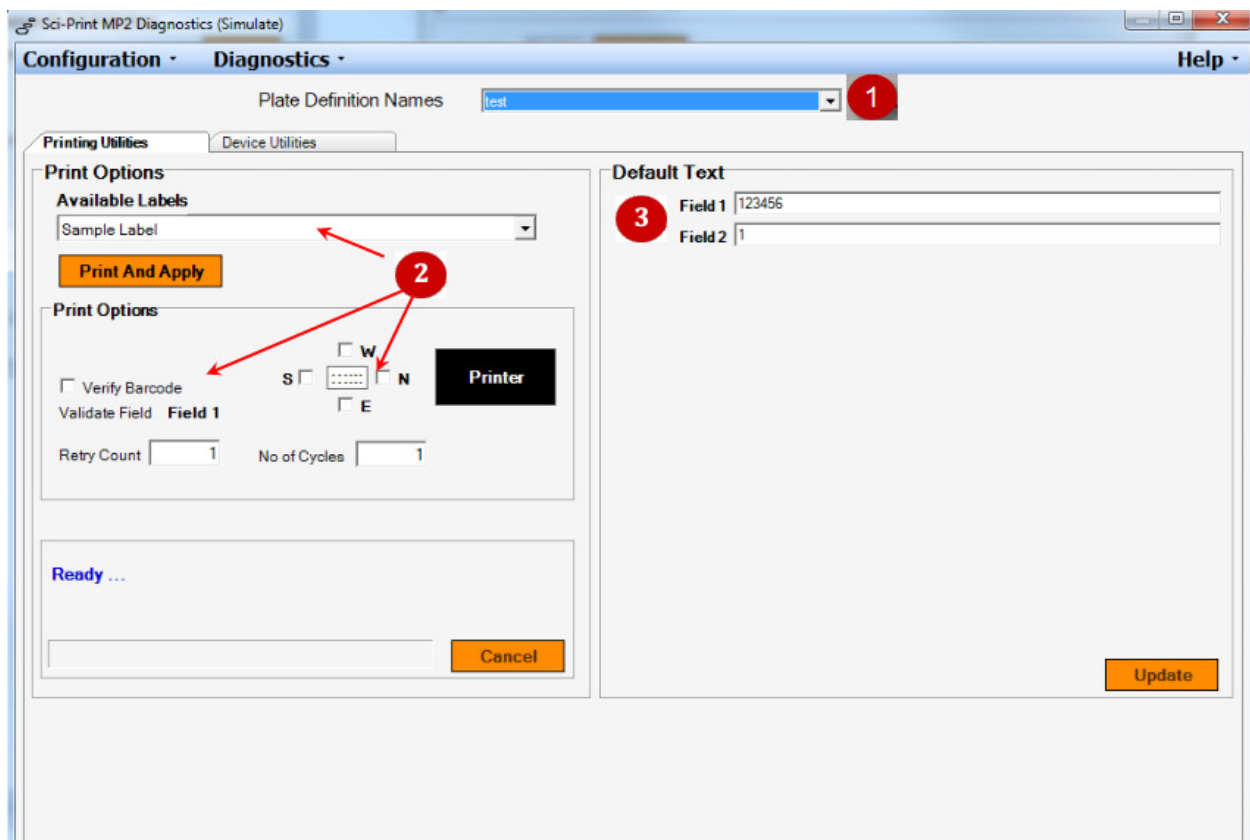 Sci-Print MP2 Diagnostics (Simulate)
Configuration Diagnostics Help
Plate Definition Names test 1
Printing Utilities Device Utilities
Print Options
Available Labels
Sample Label
Print And Apply
2
Print Options
W
S N
E
Printer
Verify Barcode
Validate Field Field 1
Retry Count 1 No of Cycles 1
Ready ...
Cancel
Default Text
3
Field 1 123456
Field 2 1
Update